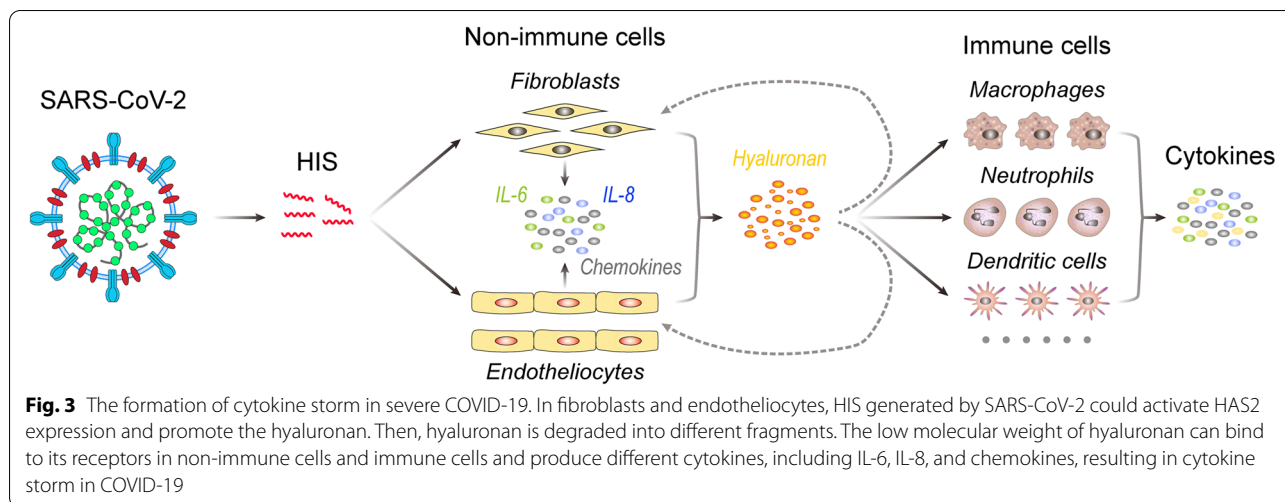 Non-immune cells
Immune cells
Fibroblasts
Macrophages
SARS-CoV-2
HIS
Hyaluronan
Cytokines
Neutrophils
IL-6 IL-8
Chemokines
Dendritic cells
Endotheliocytes
Fig. 3 The formation of cytokine storm in severe COVID-19. In fibroblasts and endotheliocytes, HIS generated by SARS-CoV-2 could activate HAS2
expression and promote the hyaluronan. Then, hyaluronan is degraded into different fragments. The low molecular weight of hyaluronan can bind
to its receptors in non-immune cells and immune cells and produce different cytokines, including IL-6, IL-8, and chemokines, resulting in cytokine
storm in COVID-19